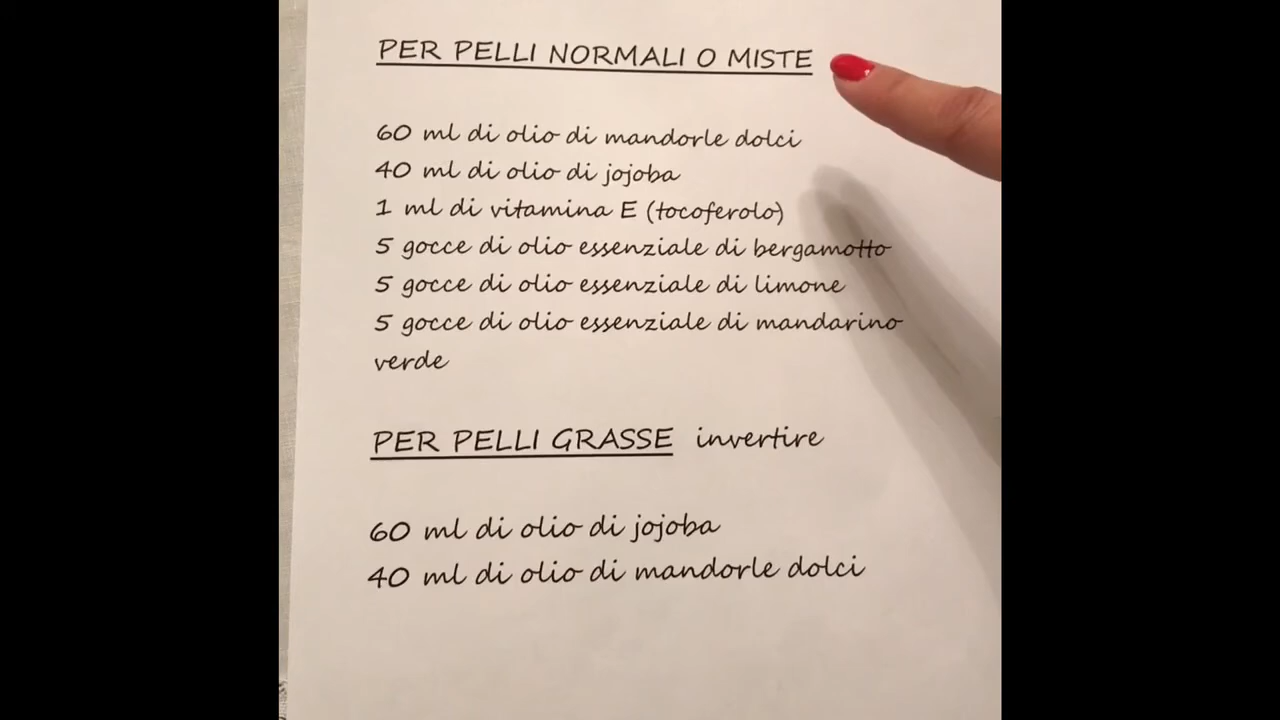 PER PELLI NORMALI O MISTE
60 ml di olio di mandorle dolci
40 ml di olio di jojoba
1 ml di vitamina E (tocoferolo)
5 gocce di olio essenziale di bergamotto
5 gocce di olio essenziale di limone
5 gocce di olio essenziale di mandarino
verde
PER PELLI GRASSE invertire
60 ml di olio di jojoba
40 ml di olio di mandorle dolci